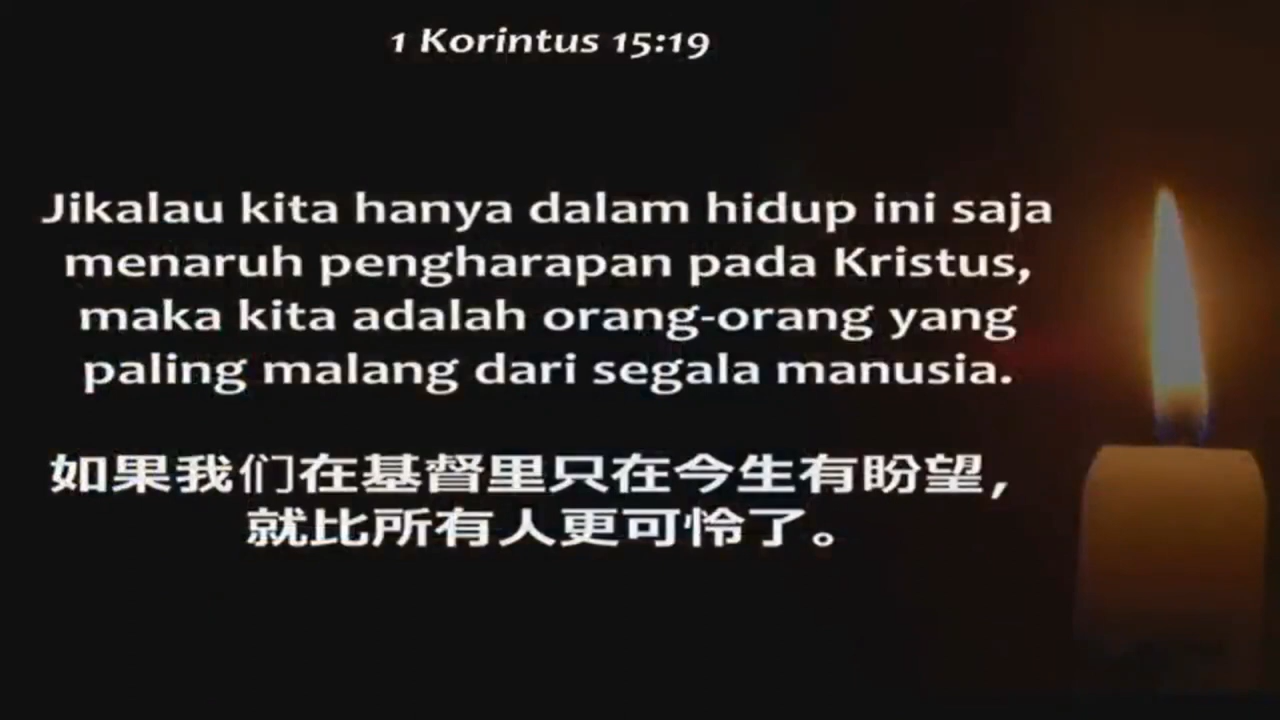 1 Korintus 15:19
Jikalau kita hanya dalam hidup ini saja
menaruh pengharapan pada Kristus,
maka kita adalah orang-orang yang
paling malang dari segala manusia.
如果我们在基督里只在今生有盼望，
就比所有人更可怜了。